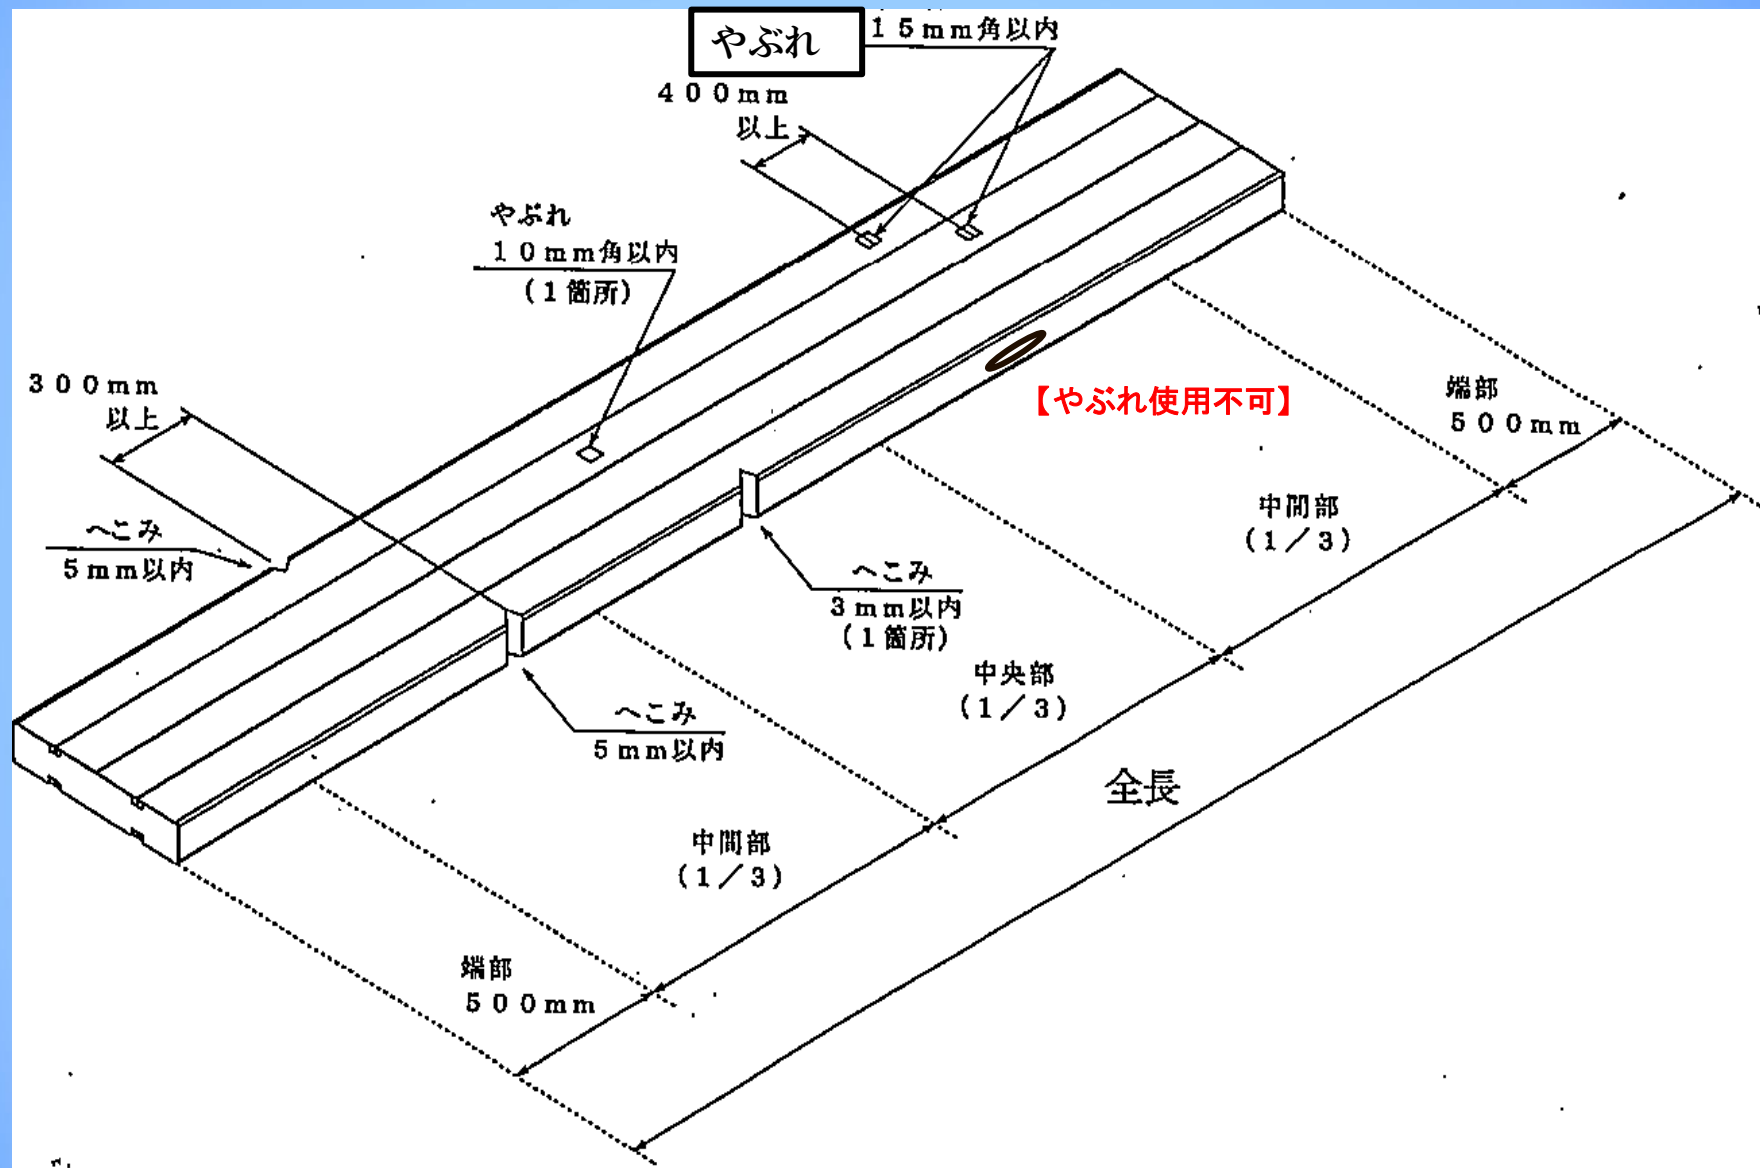 やぶれ
１５ｍｍ角以内
４００ｍｍ
以上
やぶれ
１０ｍｍ角以内
（１箇所）
３００ｍｍ
以上
へこみ
５ｍｍ以内
【やぶれ使用不可】
端部
５００ｍｍ
中間部
（１／３）
へこみ
３ｍｍ以内
（１箇所）
中央部
（１／３）
へこみ
５ｍｍ以内
全長
中間部
（１／３）
端部
５００ｍｍ